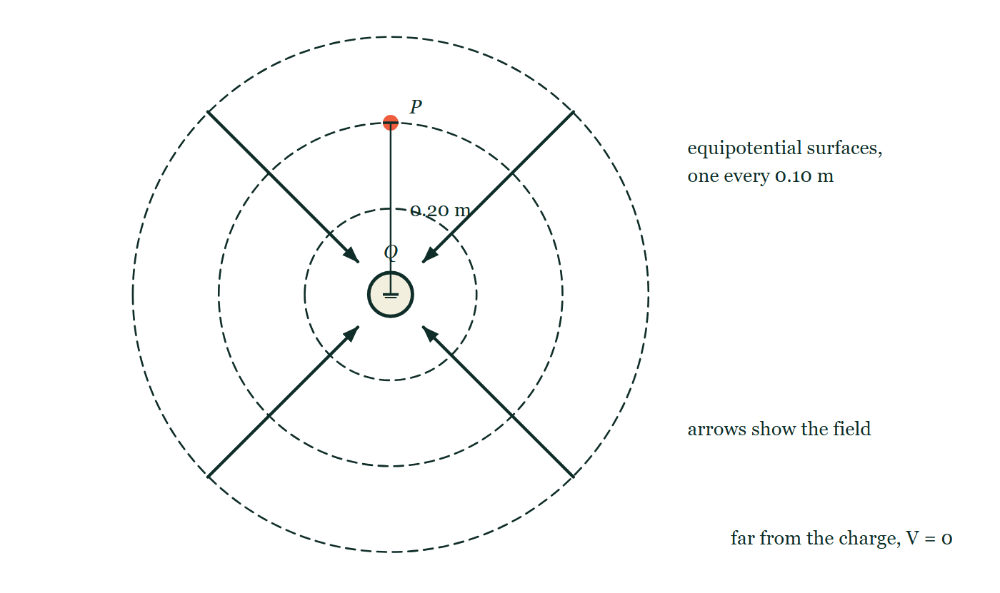 P
equipotential surfaces,
one every 0.10 m
0.20 m
Q
arrows show the field
far from the charge, V = 0